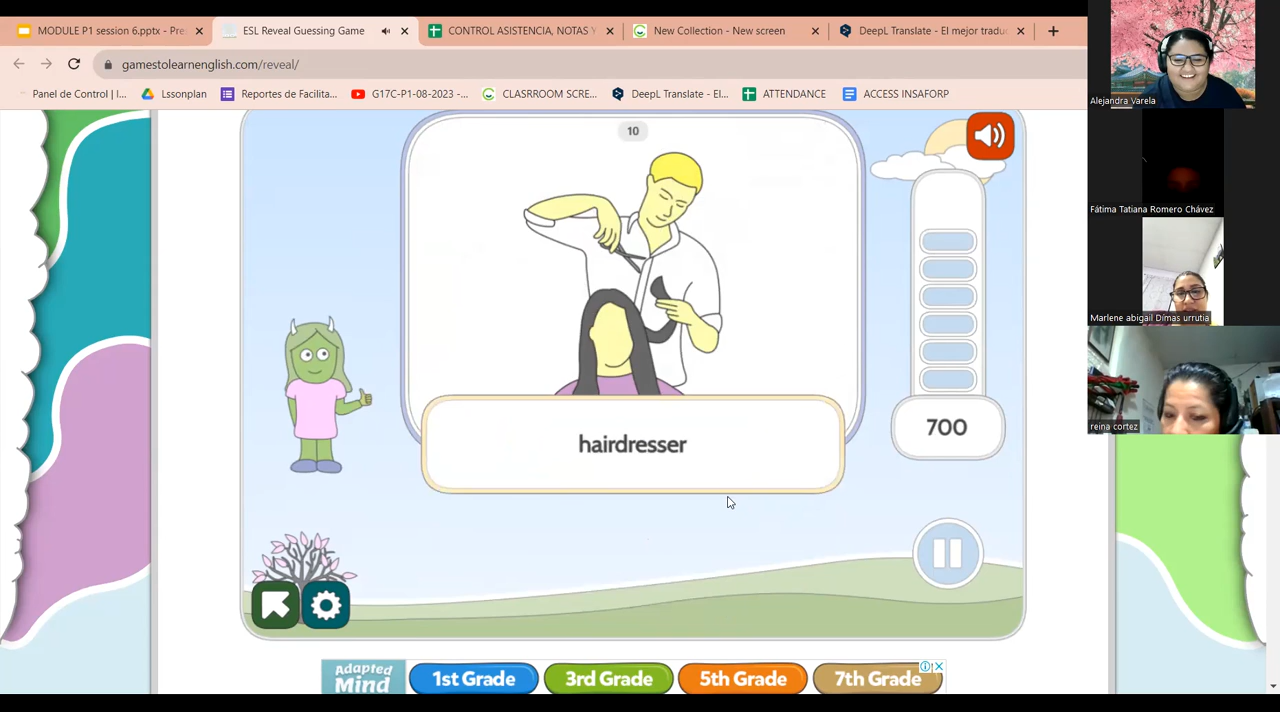 MODULE P1 session 6.pptx - Pre
ESL Reveal Guessing Game
CONTROL ASISTENCIA, NOTAS Y
New Collection - New screen
DeepL Translate - El mejor tradu
gamestolearnenglish.com/reveal/
Panel de Control | I...
Lssonplan
Reportes de Facilita...
G17C-P1-08-2023 -...
CLASSROOM SCRE...
DeepL Translate - El...
ATTENDANCE
ACCESS INSAFORP
10
hairdresser
700
Adapted
Mind
1st Grade
3rd Grade
5th Grade
7th Grade
Alejandra Varela
Fátima Tatiana Romero Chávez
Marlene abigail Dimas urrutia
reina cortez